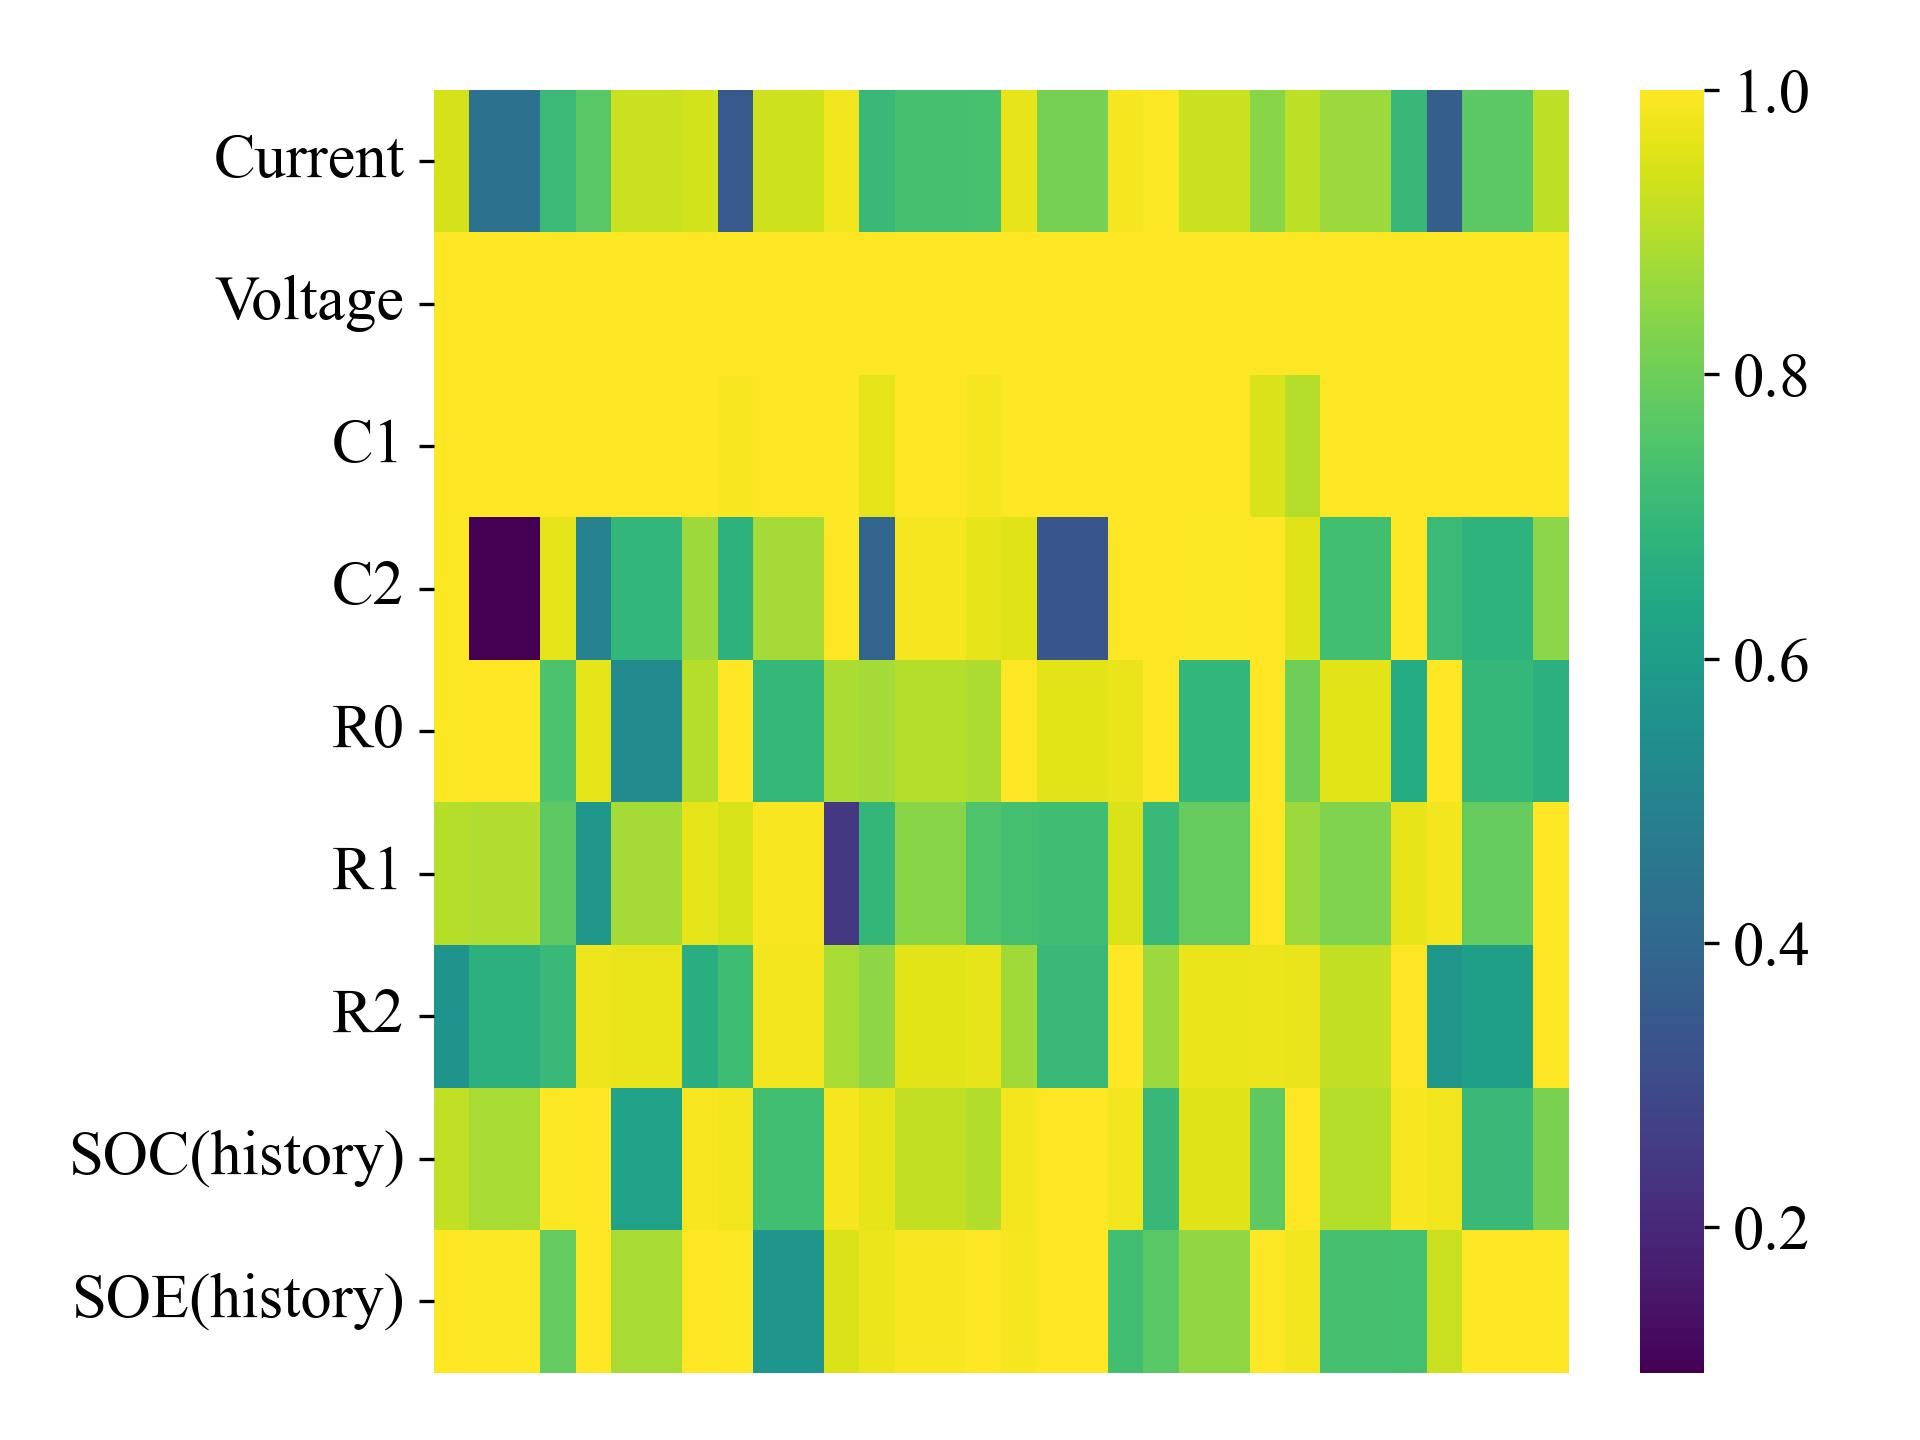 Current
Voltage
C1
C2
R0
R1
R2
SOC(history)
SOE(history)
1.0
0.8
0.6
0.4
0.2